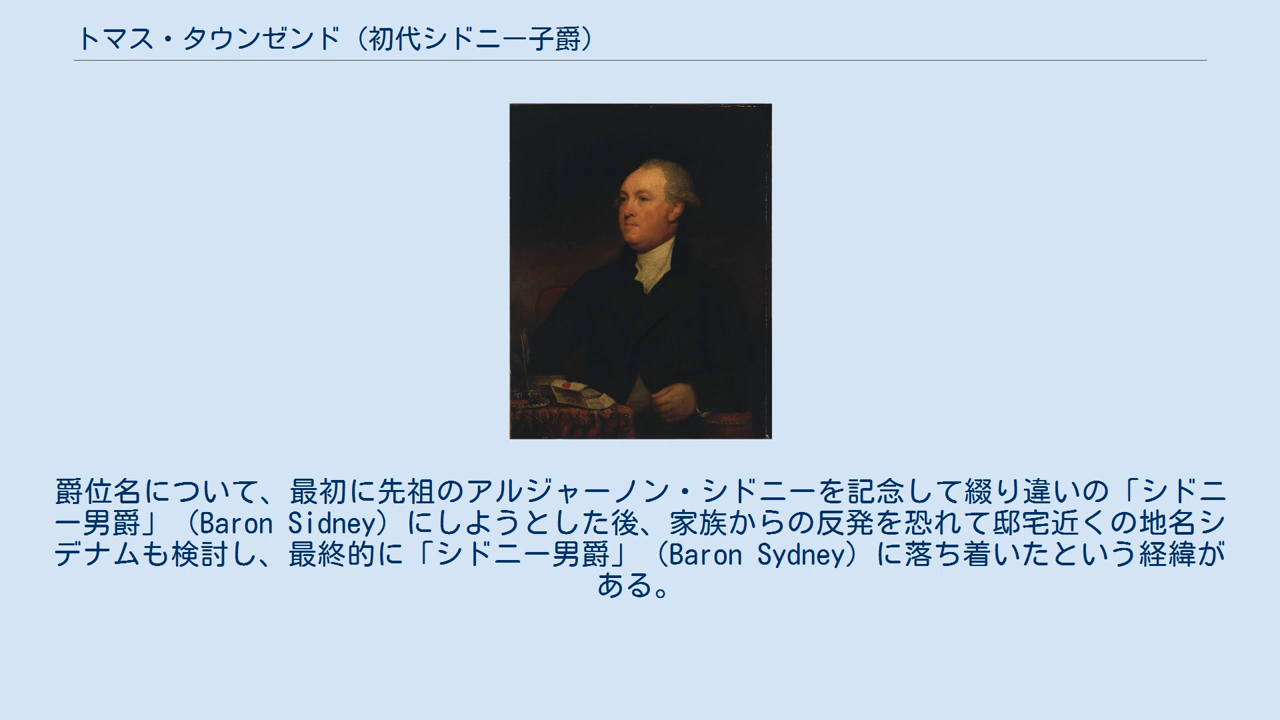 トマス・タウンゼンド（初代シドニー子爵）
爵位名について、最初に先祖のアルジャーノン・シドニーを記念して綴り違いの「シドニ
ー男爵」（Baron Sidney）にしようとした後、家族からの反発を恐れて邸宅近くの地名シ
デナムも検討し、最終的に「シドニー男爵」（Baron Sydney）に落ち着いたという経緯が
ある。